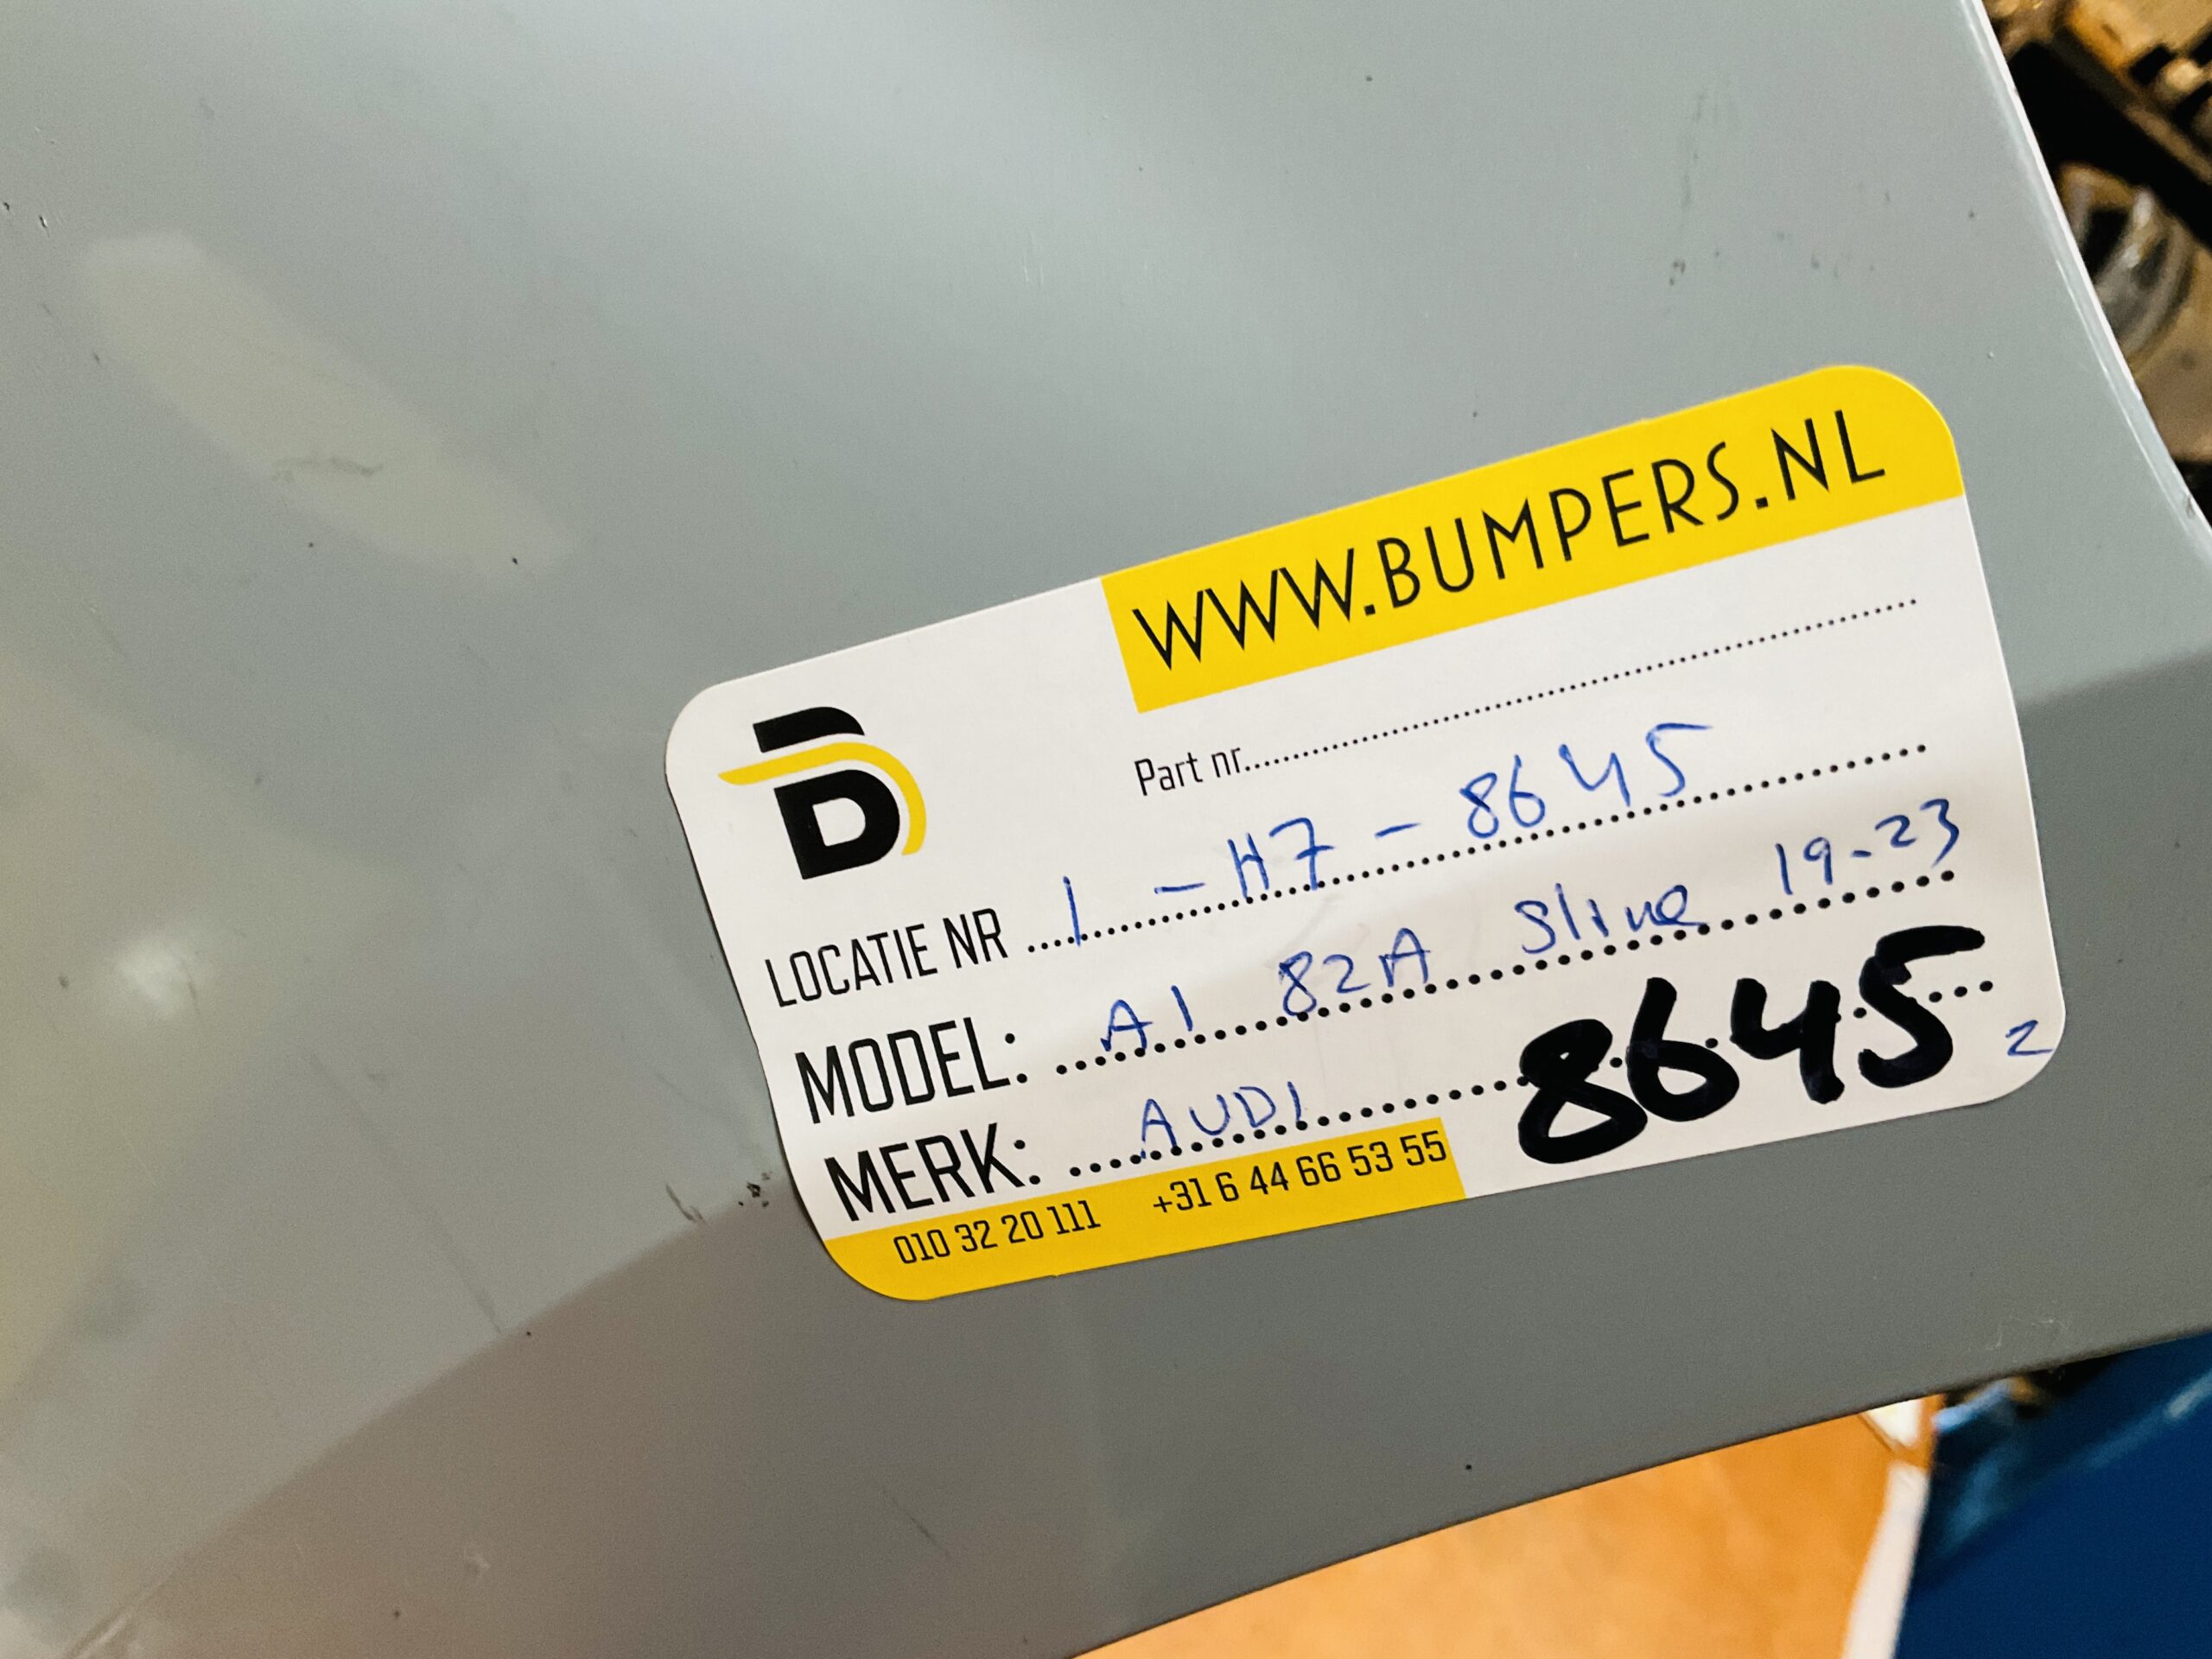 WWW.BUMPERS.NL
B
Part nr.
LOCATIE NR 1 - H7 - 8645
MODEL: A1 82A Sline 19-23
MERK: AUDI 8645 2
010 32 20 111 +31 6 44 66 53 55